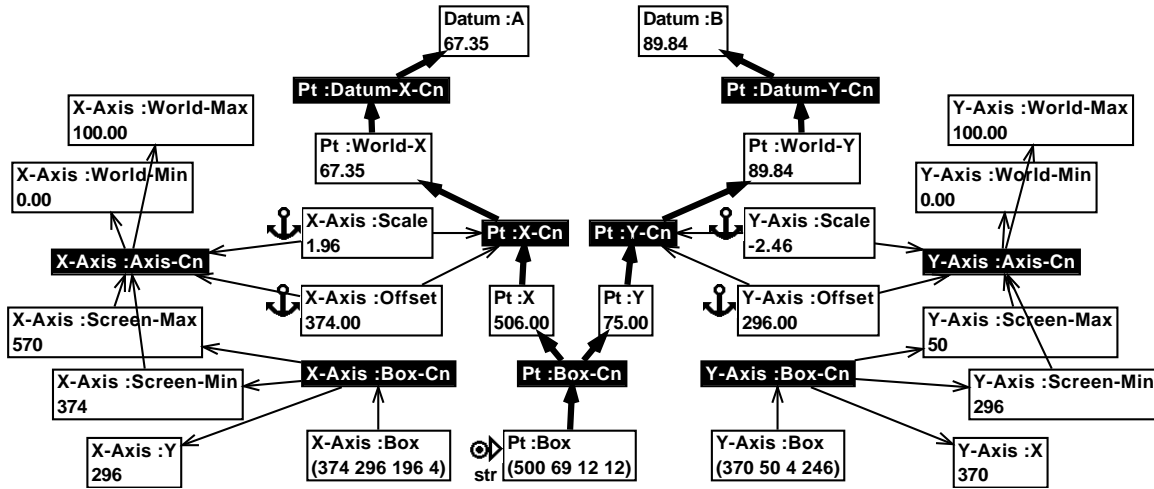 Datum :A
67.35
Datum :B
89.84
Pt :Datum-X-Cn
Pt :Datum-Y-Cn
X-Axis :World-Max
100.00
Y-Axis :World-Max
100.00
Pt :World-X
67.35
Pt :World-Y
89.84
X-Axis :World-Min
0.00
Y-Axis :World-Min
0.00
X-Axis :Scale
1.96
Pt :X-Cn
Pt :Y-Cn
Y-Axis :Scale
-2.46
X-Axis :Axis-Cn
Y-Axis :Axis-Cn
X-Axis :Offset
374.00
Pt :X
506.00
Pt :Y
75.00
Y-Axis :Offset
296.00
X-Axis :Screen-Max
570
Y-Axis :Screen-Max
50
X-Axis :Screen-Min
374
X-Axis :Box-Cn
Pt :Box-Cn
Y-Axis :Box-Cn
Y-Axis :Screen-Min
296
X-Axis :Y
296
X-Axis :Box
(374 296 196 4)
str
Pt :Box
(500 69 12 12)
Y-Axis :Box
(370 50 4 246)
Y-Axis :X
370